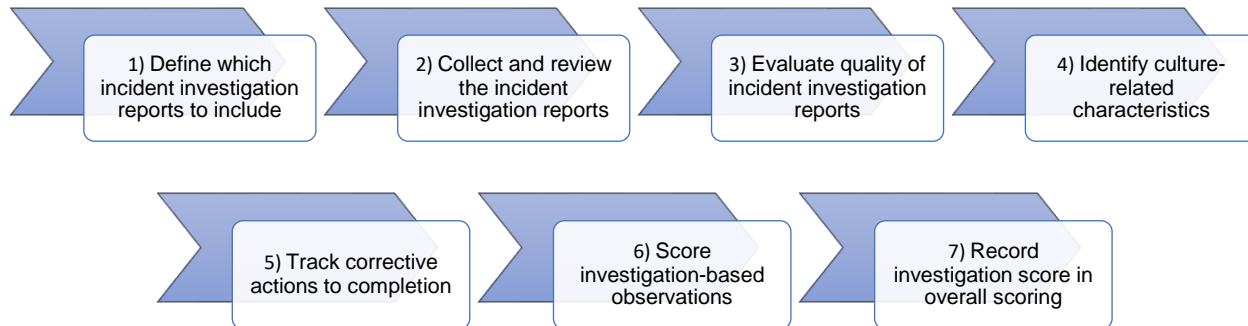 1) Define which
incident investigation
reports to include
2) Collect and review
the incident
investigation reports
3) Evaluate quality of
incident investigation
reports
4) Identify culture-
related
characteristics
5) Track corrective
actions to completion
6) Score
investigation-based
observations
7) Record
investigation score in
overall scoring